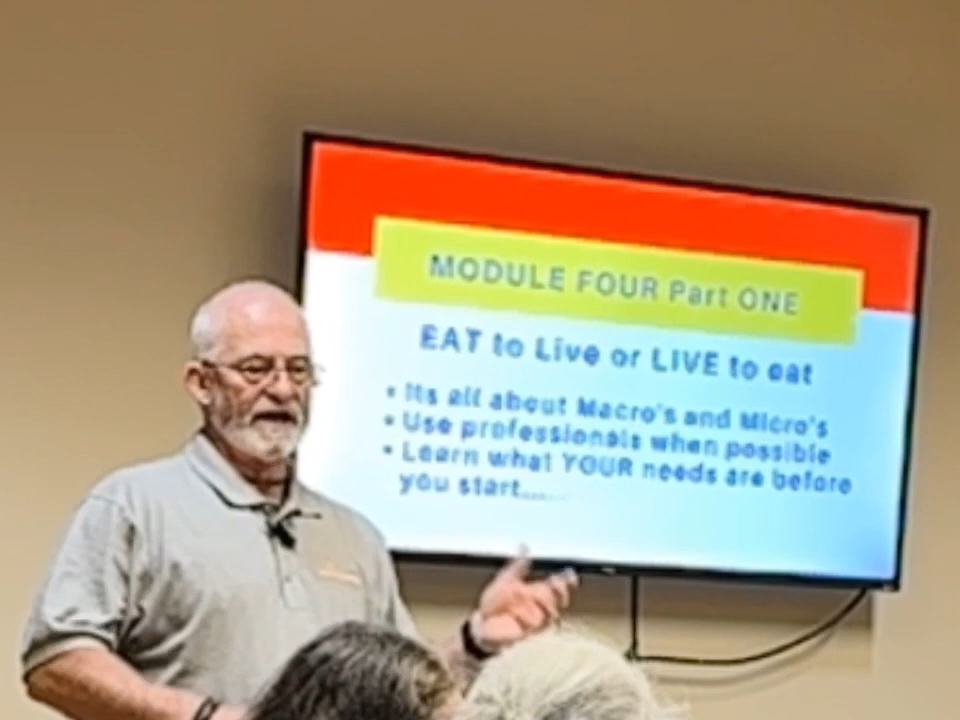 MODULE FOUR Part ONE
EAT to Live or LIVE to eat
• Its all about Macro's and Micro's
• Use professionals when possible
• Learn what YOUR needs are before
you start......